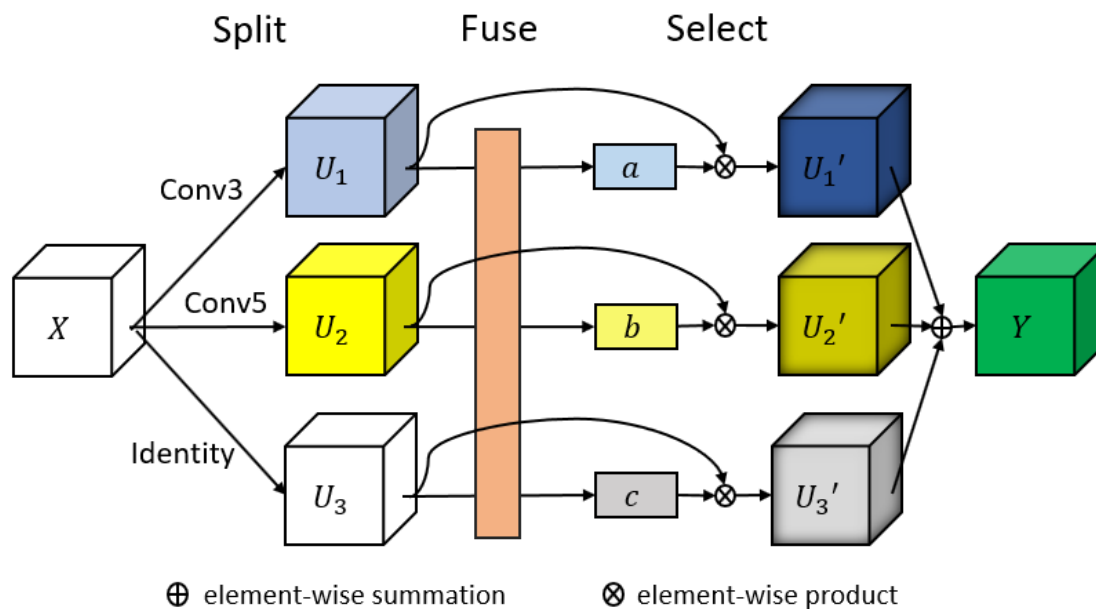 Split Fuse Select
U₁ a U₁′
Conv3
X Conv5 U₂ b U₂′ Y
Identity
U₃ c U₃′
⊕ element-wise summation ⊗ element-wise product